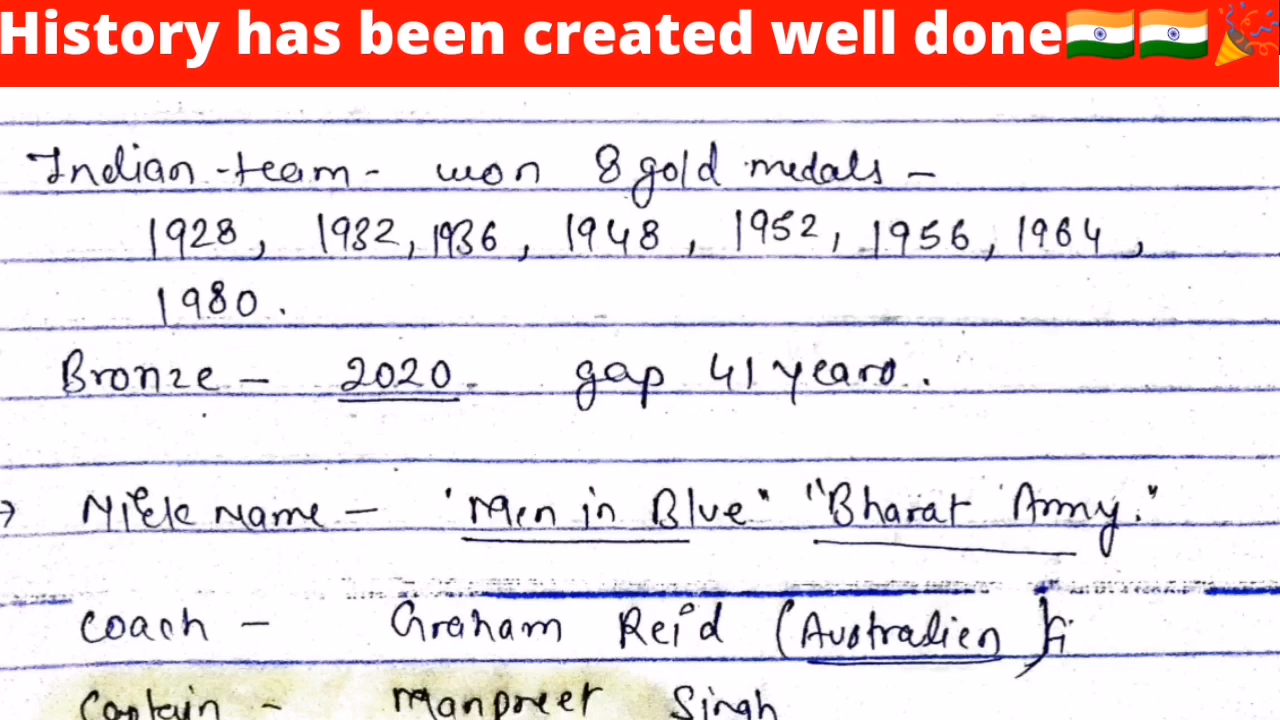 History has been created well done🇮🇳🇮🇳🎉
Indian team - won 8 gold medals -
1928, 1932, 1936, 1948, 1952, 1956, 1964,
1980.
Bronze - 2020. gap 41 years.
→ Nick Name - "Men in Blue" "Bharat Army."
Coach - Graham Reid (Australien)
Captain - Manpreet Singh